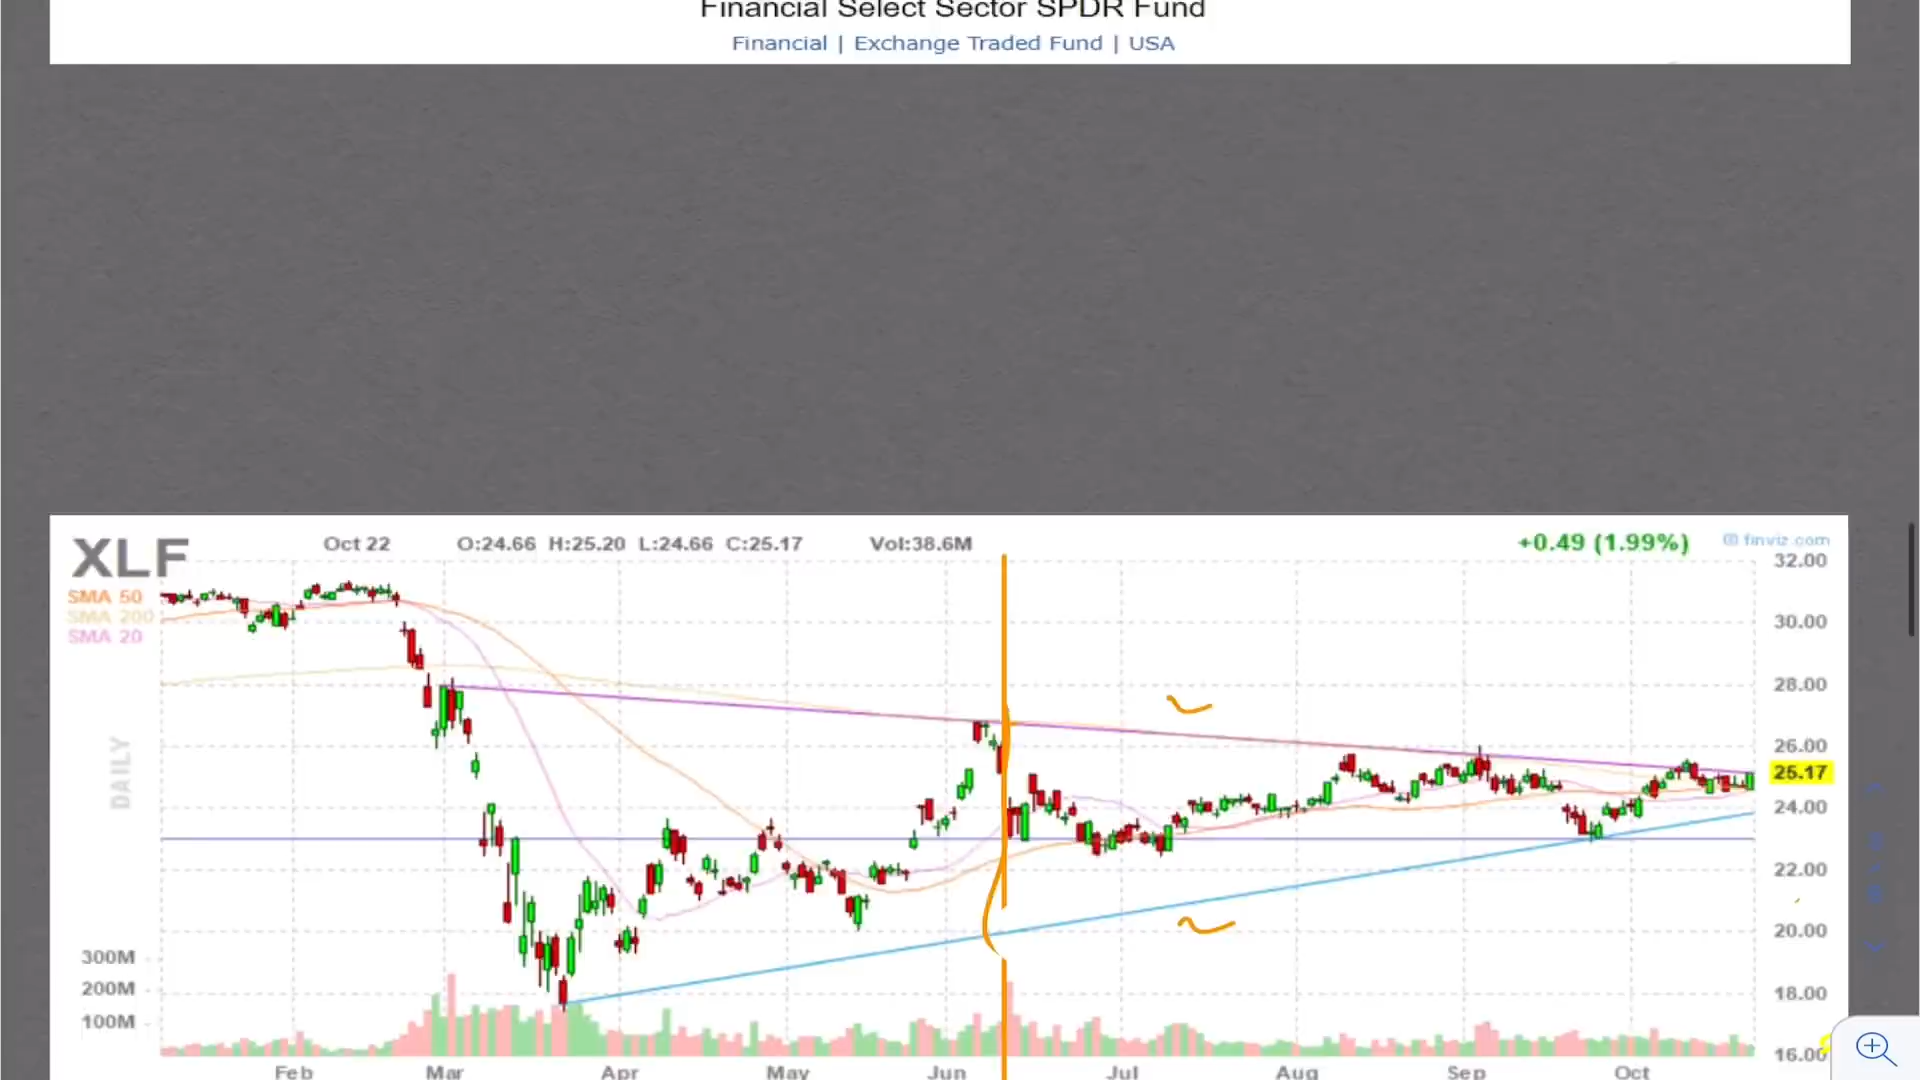 Financial Select Sector SPDR Fund
Financial | Exchange Traded Fund | USA
XLF
Oct 22 O:24.66 H:25.20 L:24.66 C:25.17 Vol:38.6M
+0.49 (1.99%)
finviz.com
SMA 50
SMA 200
SMA 20
DAILY
32.00
30.00
28.00
26.00
25.17
24.00
22.00
20.00
18.00
16.00
300M
200M
100M
Feb Mar Apr May Jun Jul Aug Sep Oct